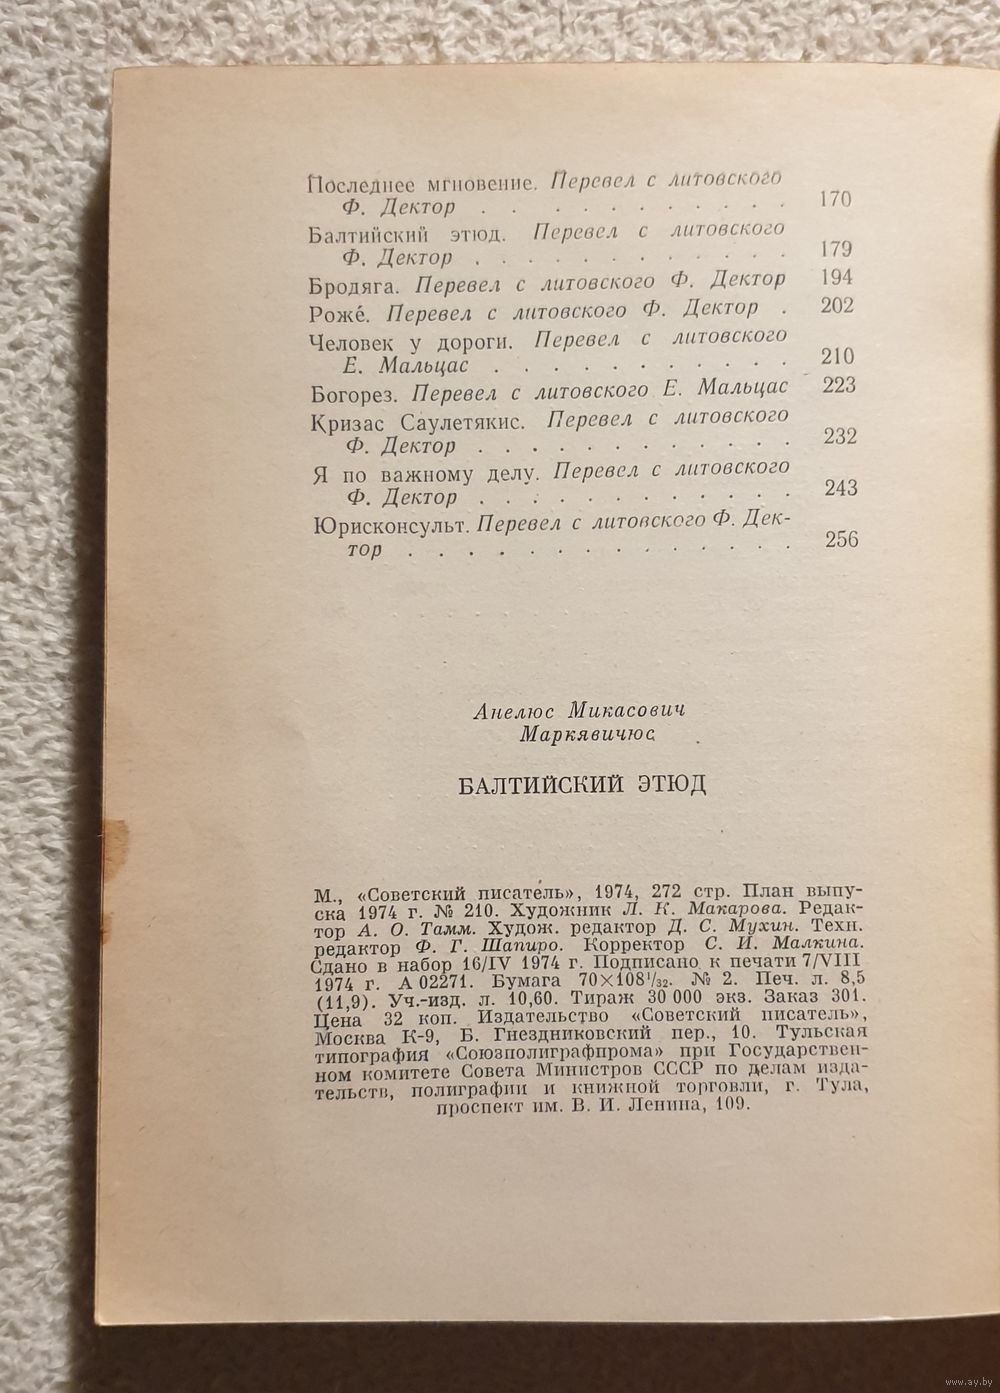 Последнее мгновение. Перевел с литовского
Ф. Дектор . . . . . . . . . . . 170
Балтийский этюд. Перевел с литовского
Ф. Дектор . . . . . . . . . . . 179
Бродяга. Перевел с литовского Ф. Дектор 194
Роже́. Перевел с литовского Ф. Дектор . 202
Человек у дороги. Перевел с литовского
Е. Мальцас . . . . . . . . . . . 210
Богорез. Перевел с литовского Е. Мальцас 223
Кризас Саулетякис. Перевел с литовского
Ф. Дектор . . . . . . . . . . . 232
Я по важному делу. Перевел с литовского
Ф. Дектор . . . . . . . . . . . 243
Юрисконсульт. Перевел с литовского Ф. Дек-
тор . . . . . . . . . . . . . 256
Анелюс Микасович
Маркявичюс
БАЛТИЙСКИЙ ЭТЮД
М., «Советский писатель», 1974, 272 стр. План выпу-
ска 1974 г. № 210. Художник Л. К. Макарова. Редак-
тор А. О. Тамм. Худож. редактор Д. С. Мухин. Техн.
редактор Ф. Г. Шапиро. Корректор С. И. Малкина.
Сдано в набор 16/IV 1974 г. Подписано к печати 7/VIII
1974 г. А 02271. Бумага 70×108¹/₃₂. № 2. Печ. л. 8,5
(11,9). Уч.-изд. л. 10,60. Тираж 30 000 экз. Заказ 301.
Цена 32 коп. Издательство «Советский писатель»,
Москва К-9, Б. Гнездниковский пер., 10. Тульская
типография «Союзполиграфпрома» при Государствен-
ном комитете Совета Министров СССР по делам изда-
тельств, полиграфии и книжной торговли, г. Тула,
проспект им. В. И. Ленина, 109.
www.ay.by